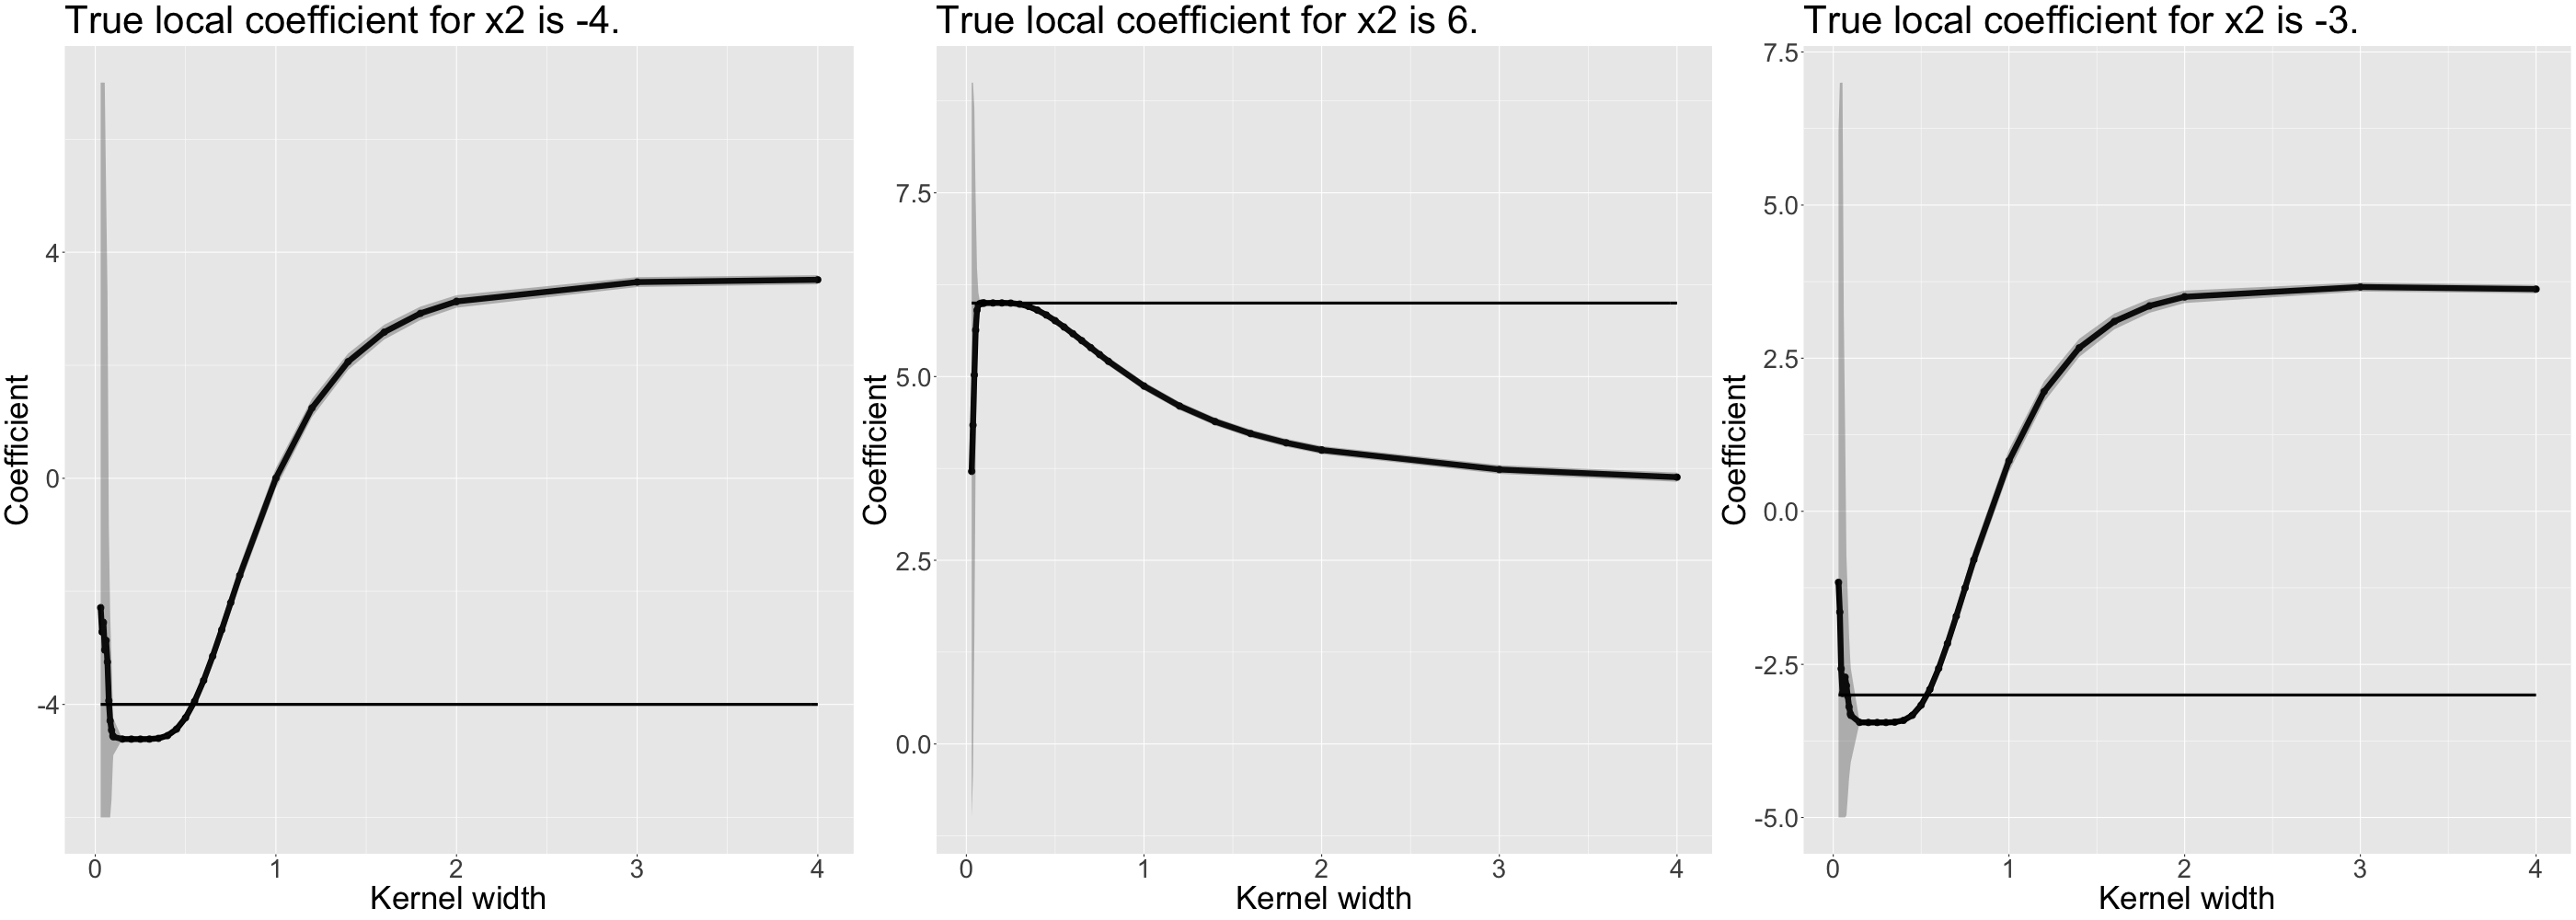 True local coefficient for x2 is -4.
Coefficient
4
0
-4
0 1 2 3 4
Kernel width
True local coefficient for x2 is 6.
Coefficient
7.5
5.0
2.5
0.0
0 1 2 3 4
Kernel width
True local coefficient for x2 is -3.
Coefficient
7.5
5.0
2.5
0.0
-2.5
-5.0
0 1 2 3 4
Kernel width